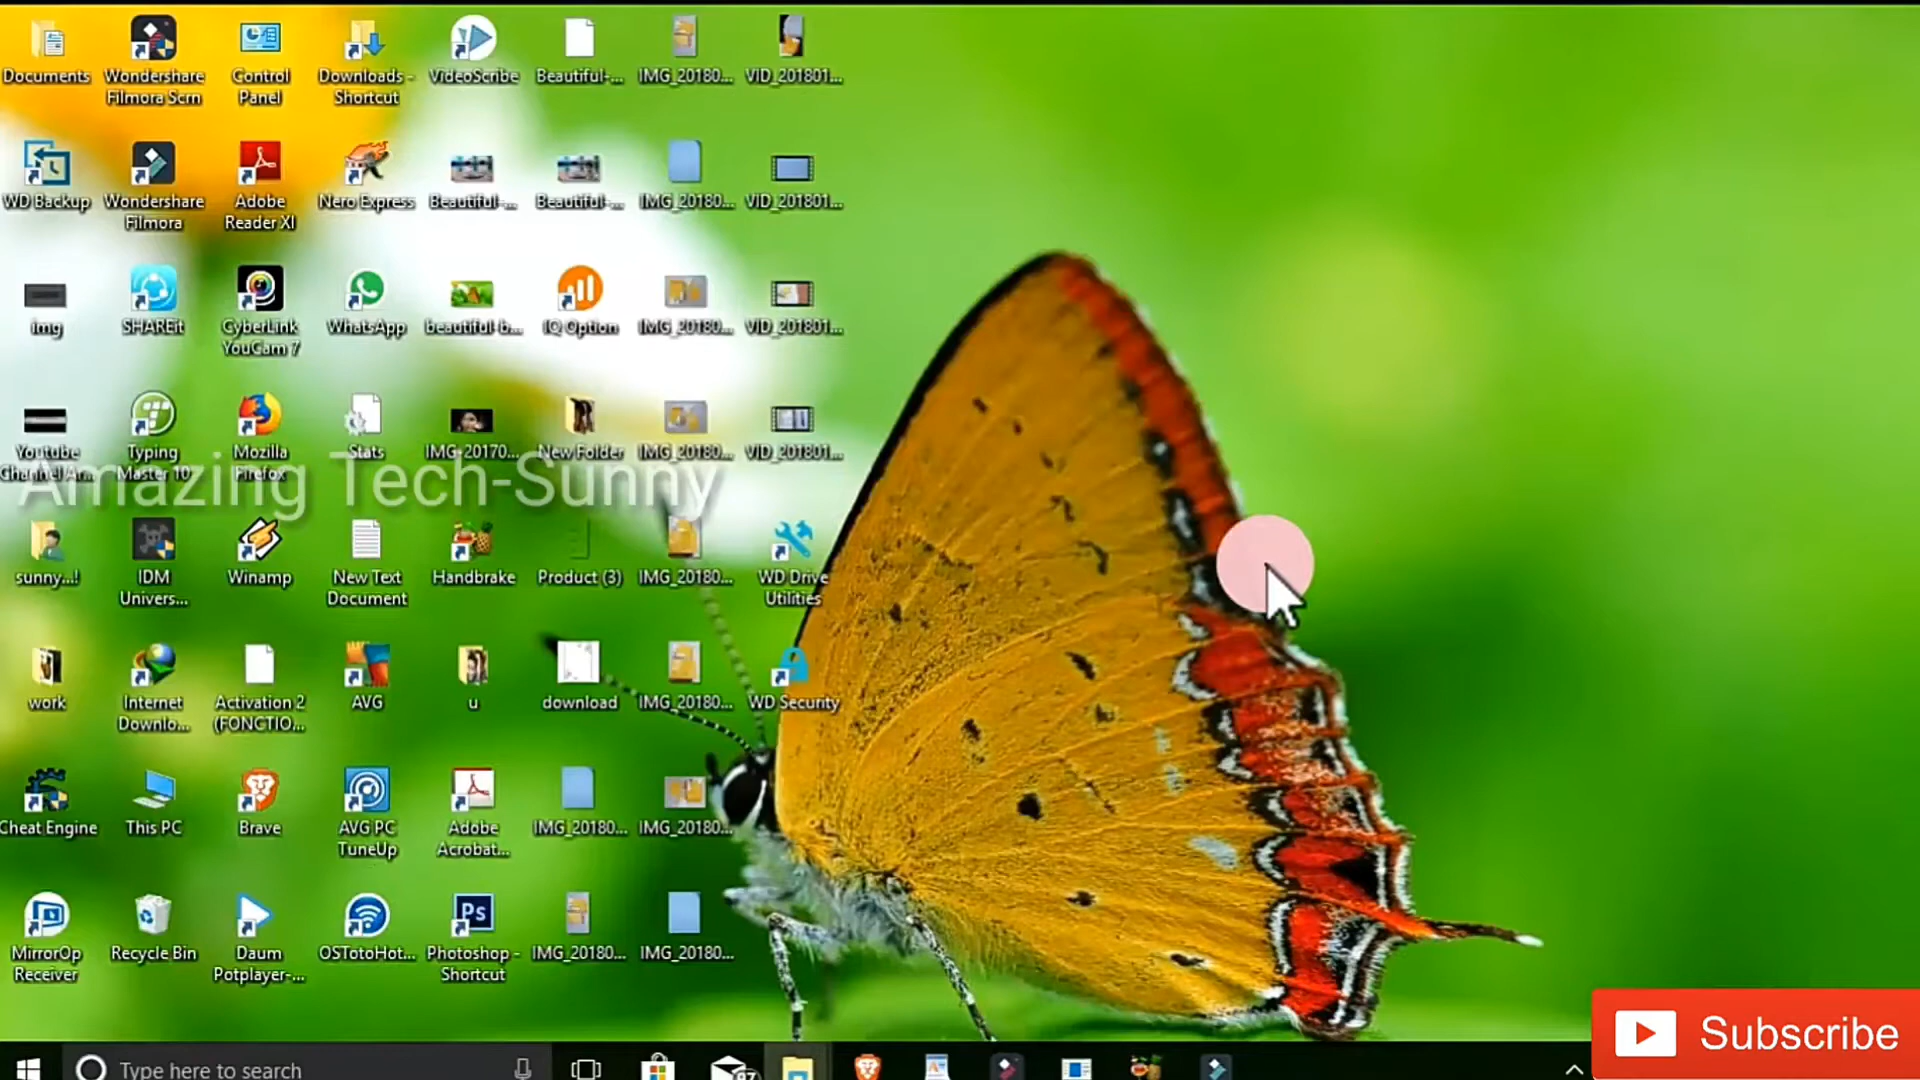 Documents
Wondershare
Filmora Scrn
Control
Panel
Downloads -
Shortcut
VideoScribe
Beautiful-...
IMG_20180...
VID_201801...
WD Backup
Wondershare
Filmora
Adobe
Reader XI
Nero Express
Beautiful-...
Beautiful-...
IMG_20180...
VID_201801...
img
SHAREit
CyberLink
YouCam 7
WhatsApp
beautiful-b...
IQ Option
IMG_20180...
VID_201801...
Youtube
Channel Ar...
Typing
Master 10
Mozilla
Firefox
Stats
IMG-20170...
New Folder
IMG_20180...
VID_201801...
Amazing Tech-Sunny
sunny...!
IDM
Univers...
Winamp
New Text
Document
Handbrake
Product (3)
IMG_20180...
WD Drive
Utilities
work
Internet
Downlo...
Activation 2
(FONCTIO...
AVG
u
download
IMG_20180...
WD Security
Cheat Engine
This PC
Brave
AVG PC
TuneUp
Adobe
Acrobat...
IMG_20180...
IMG_20180...
MirrorOp
Receiver
Recycle Bin
Daum
Potplayer-...
OSTotoHot...
Ps
Photoshop -
Shortcut
IMG_20180...
IMG_20180...
Type here to search
87
Subscribe